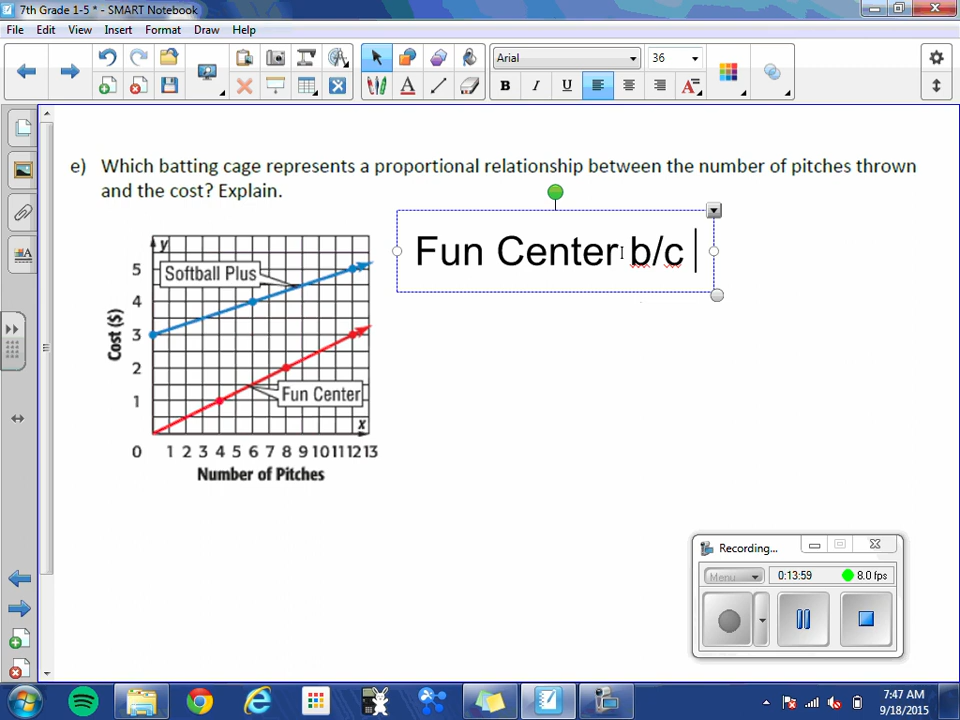 7th Grade 1-5 * - SMART Notebook
File Edit View Insert Format Draw Help
Arial 36
B I U A
e) Which batting cage represents a proportional relationship between the number of pitches thrown
and the cost? Explain.
Fun Center b/c
y
Softball Plus
5
4
3
2
1
0
Cost ($)
Fun Center
x
1 2 3 4 5 6 7 8 9 10 11 12 13
Number of Pitches
Recording...
Menu 0:13:59 8.0 fps
7:47 AM
9/18/2015